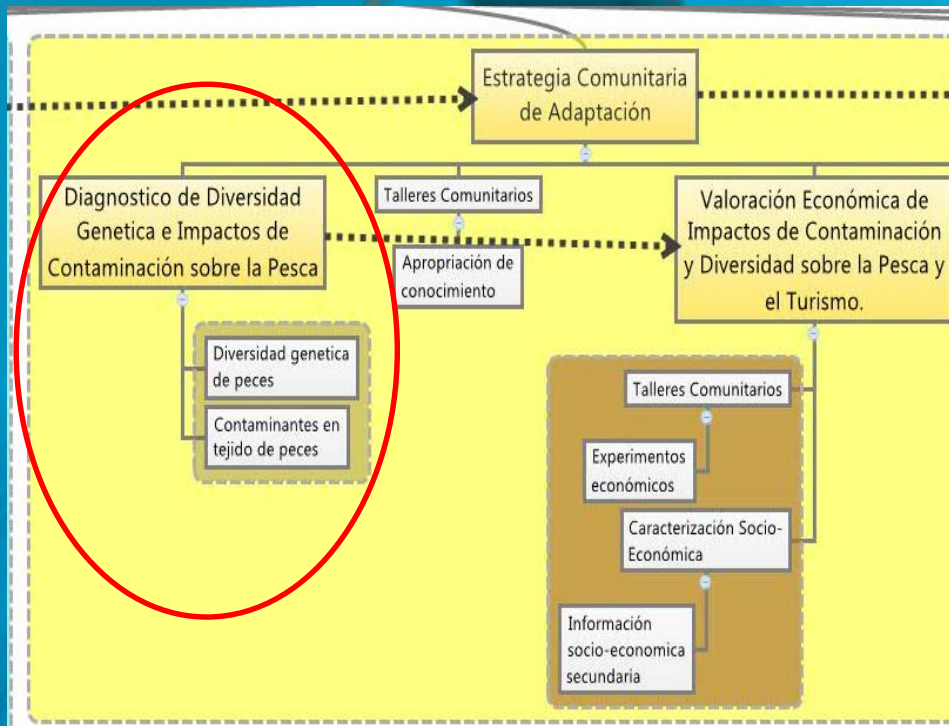 Estrategia Comunitaria
de Adaptación
Diagnostico de Diversidad
Genetica e Impactos de
Contaminación sobre la Pesca
Talleres Comunitarios
Apropiación de
conocimiento
Valoración Económica de
Impactos de Contaminación
y Diversidad sobre la Pesca y
el Turismo.
Diversidad genetica
de peces
Contaminantes en
tejido de peces
Talleres Comunitarios
Experimentos
económicos
Caracterización Socio-
Económica
Información
socio-economica
secundaria